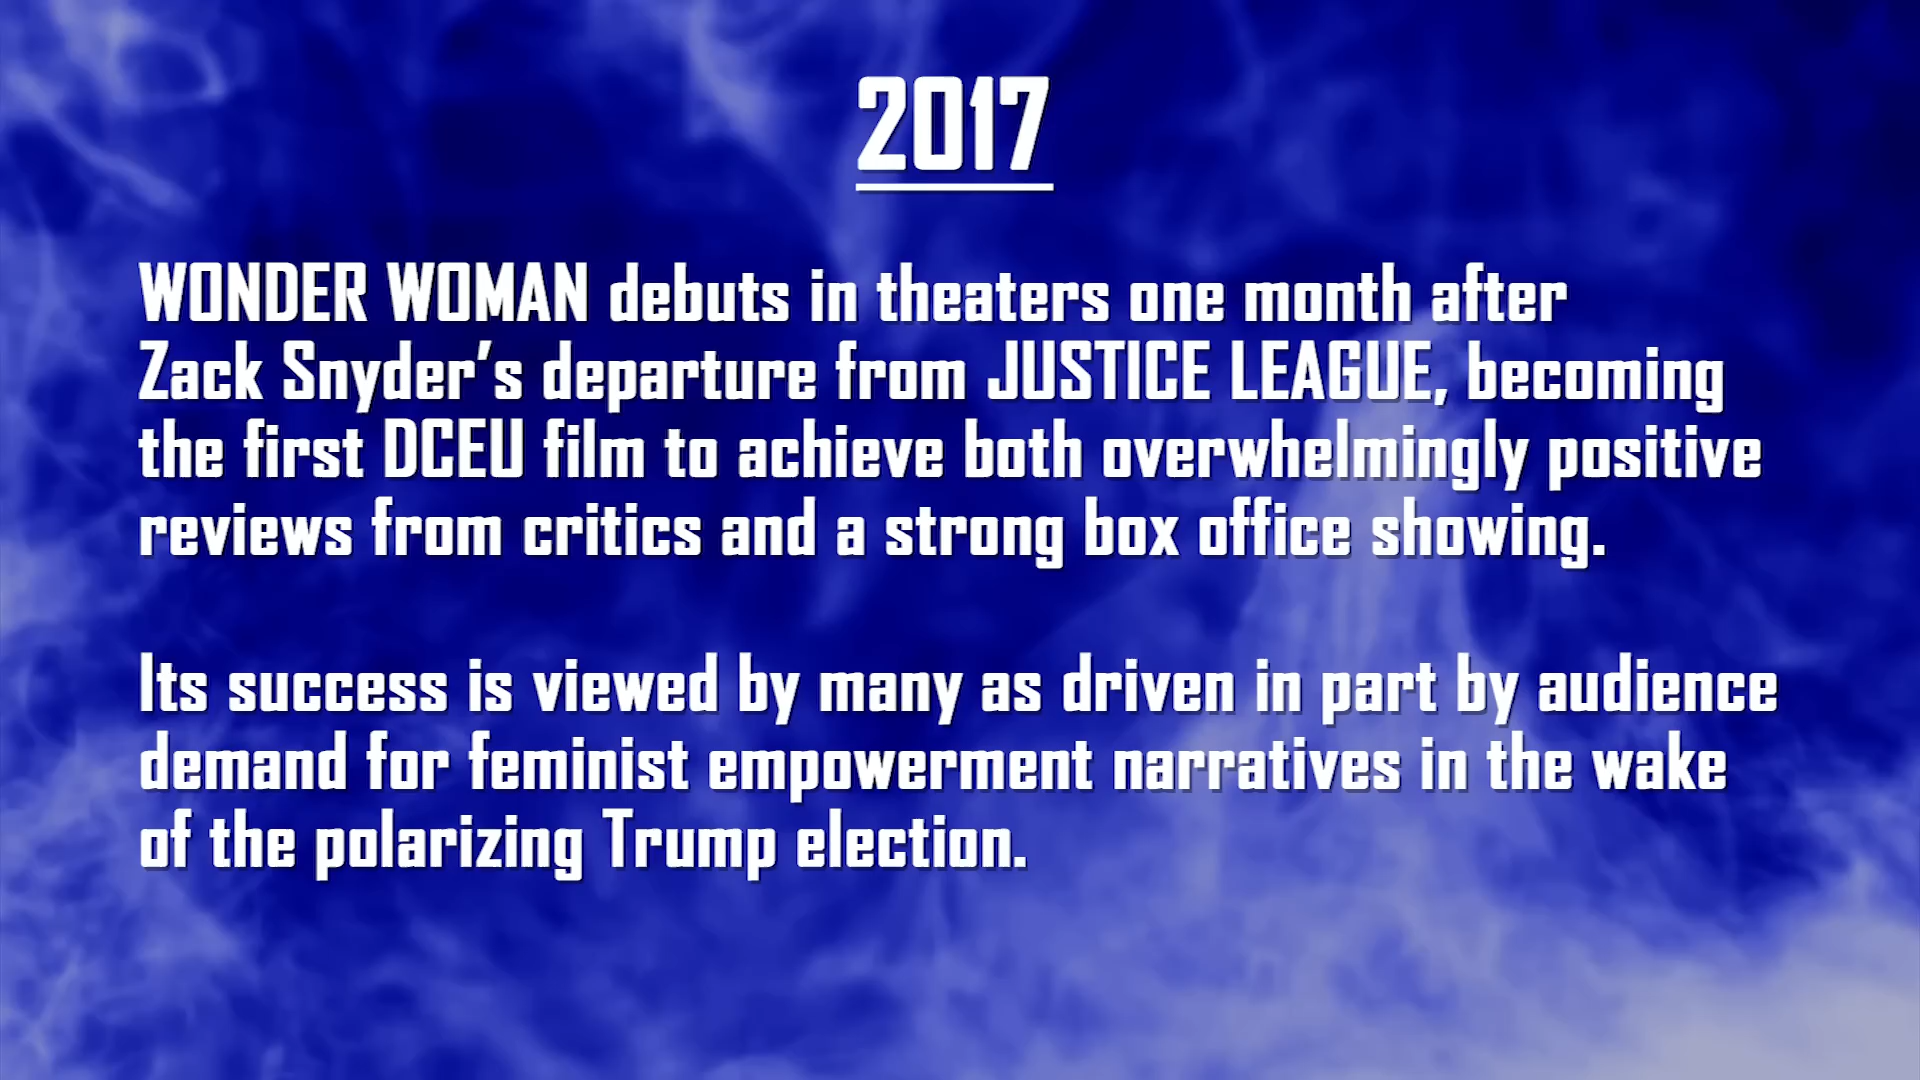 2017
WONDER WOMAN debuts in theaters one month after
Zack Snyder’s departure from JUSTICE LEAGUE, becoming
the first DCEU film to achieve both overwhelmingly positive
reviews from critics and a strong box office showing.
Its success is viewed by many as driven in part by audience
demand for feminist empowerment narratives in the wake
of the polarizing Trump election.